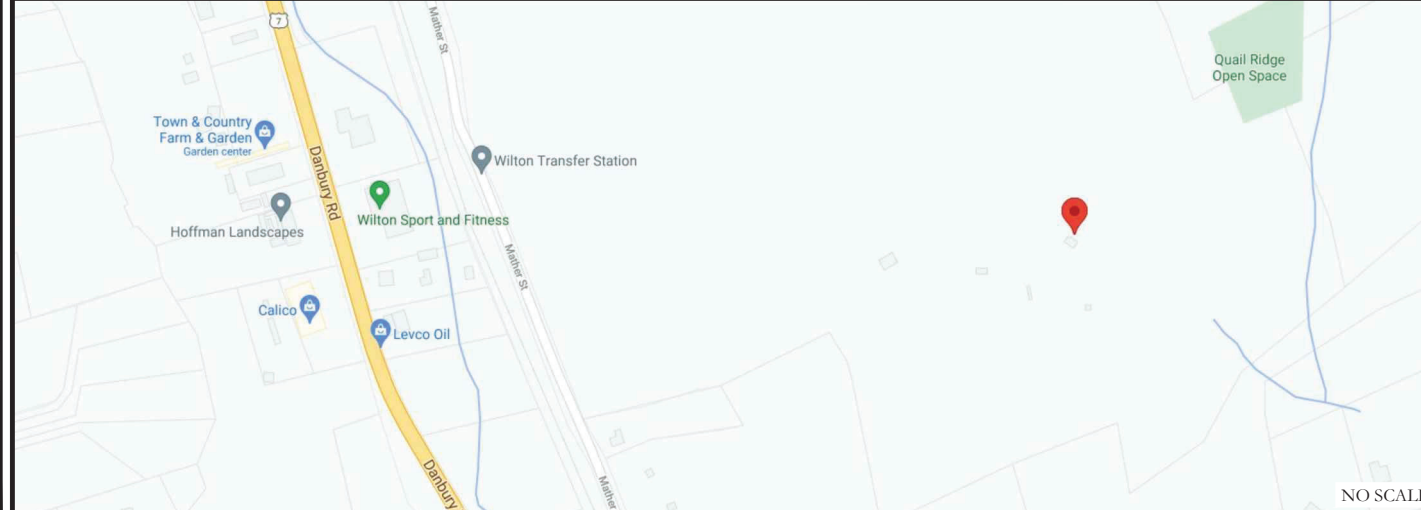 7
Mather St
Quail Ridge
Open Space
Town & Country
Farm & Garden
Garden center
Danbury Rd
Wilton Transfer Station
Wilton Sport and Fitness
Hoffman Landscapes
Mather St
Calico
Levco Oil
Danbury
Mather
NO SCALE